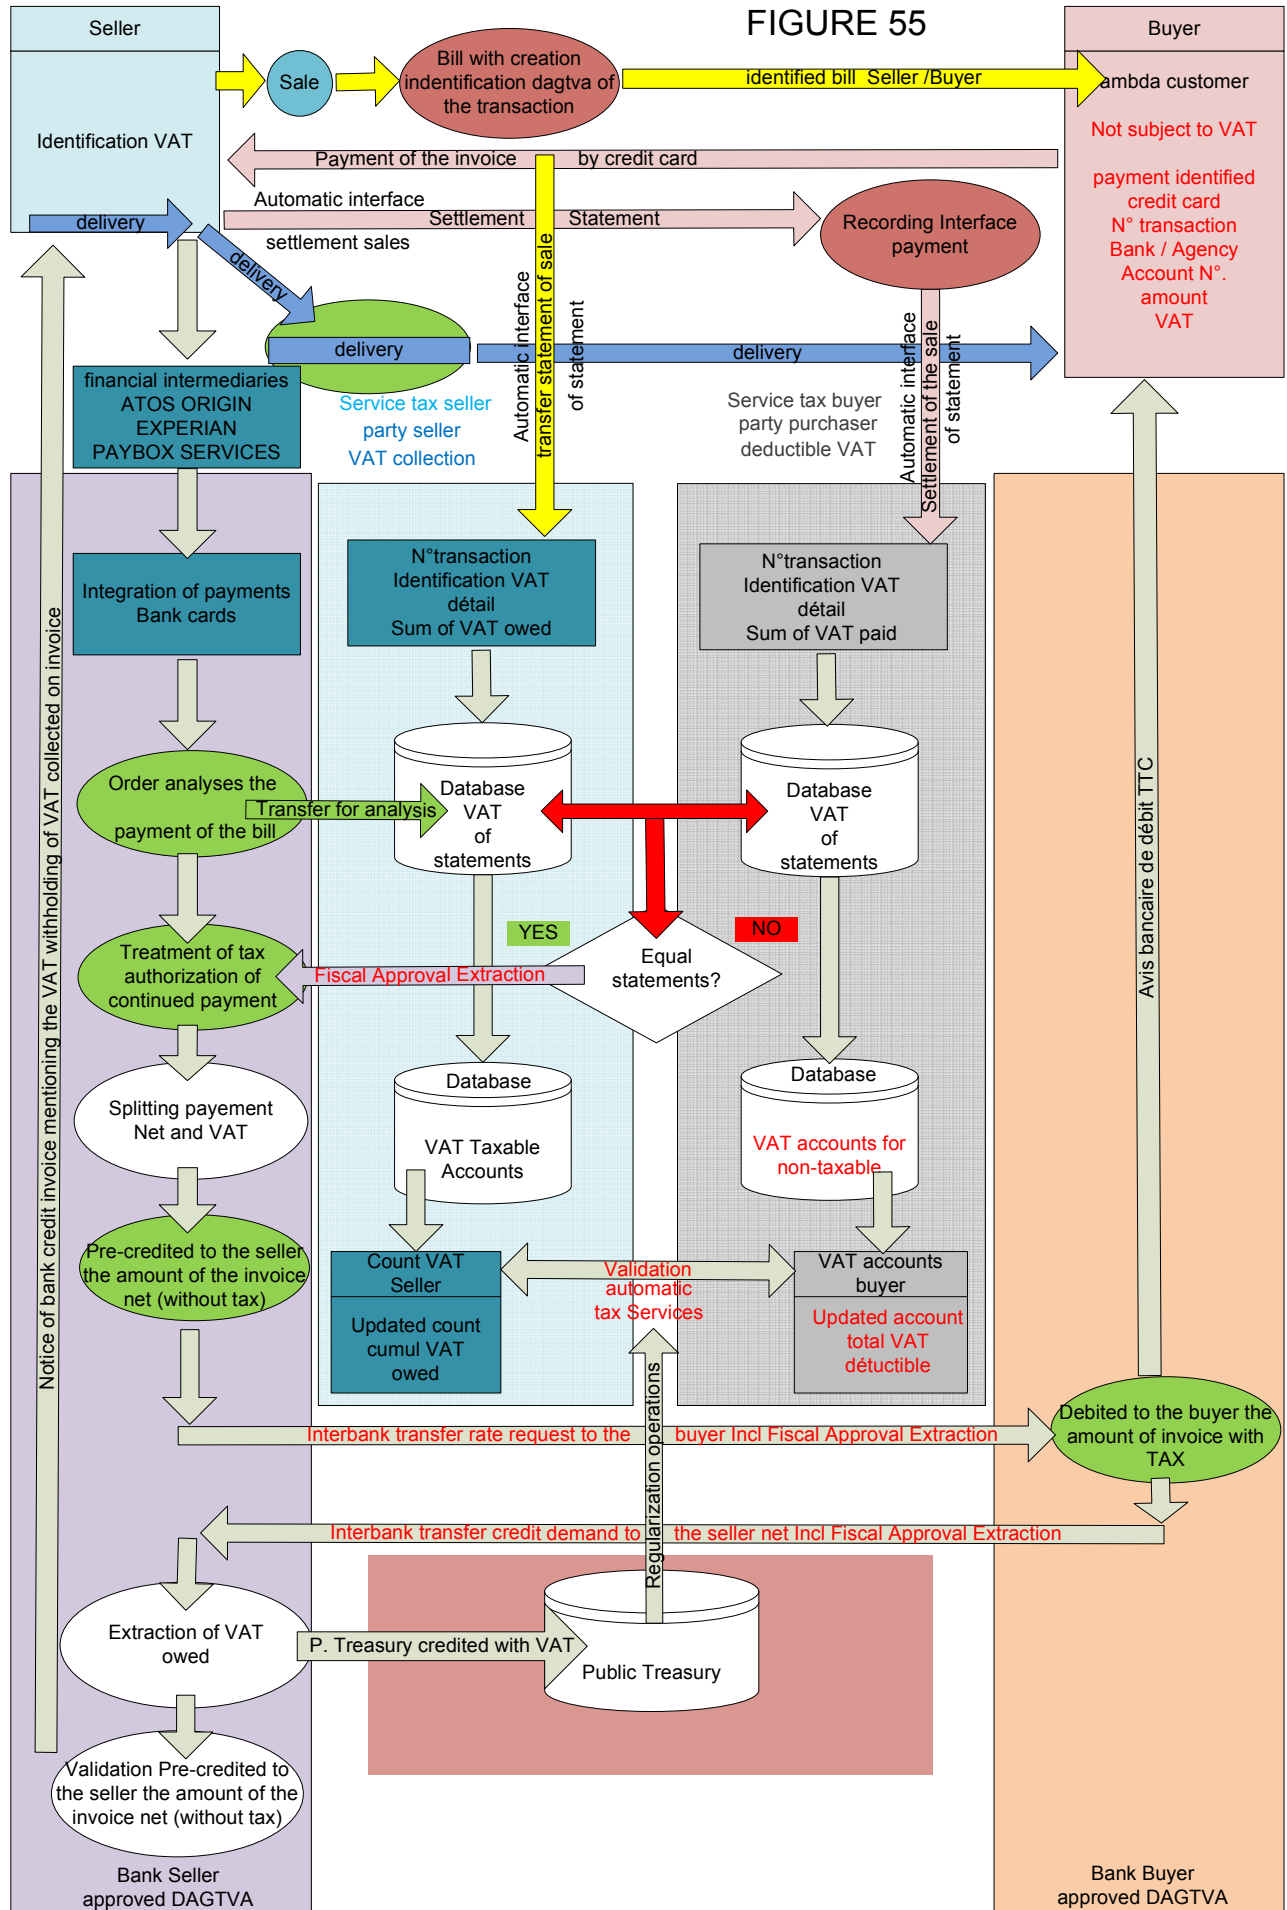 FIGURE 55
Seller
Buyer
Identification VAT
Sale
Bill with creation
indentification dagtva of
the transaction
identified bill Seller /Buyer
ambda customer
Not subject to VAT
payment identified
credit card
N° transaction
Bank / Agency
Account N°.
amount
VAT
Payment of the invoice by credit card
Automatic interface
Settlement Statement
settlement sales
Recording Interface
payment
delivery
delivery
delivery
delivery
Automatic interface
transfer statement of sale
of statement
Automatic interface
Settlement of the sale
of statement
financial intermediaries
ATOS ORIGIN
EXPERIAN
PAYBOX SERVICES
Service tax seller
party seller
VAT collection
Service tax buyer
party purchaser
deductible VAT
Integration of payments
Bank cards
N°transaction
Identification VAT
détail
Sum of VAT owed
N°transaction
Identification VAT
détail
Sum of VAT paid
Order analyses the
payment of the bill
Transfer for analysis
Database
VAT
of
statements
Database
VAT
of
statements
YES
NO
Equal
statements?
Treatment of tax
authorization of
continued payment
Fiscal Approval Extraction
Splitting payement
Net and VAT
Database
VAT Taxable
Accounts
Database
VAT accounts for
non-taxable
Pre-credited to the seller
the amount of the invoice
net (without tax)
Count VAT
Seller
Updated count
cumul VAT
owed
Validation
automatic
tax Services
VAT accounts
buyer
Updated account
total VAT
détuctible
Notice of bank credit invoice mentioning the VAT withholding of VAT collected on invoice
Avis bancaire de débit TTC
Regularization operations
Interbank transfer rate request to the buyer Incl Fiscal Approval Extraction
Debited to the buyer the
amount of invoice with
TAX
Interbank transfer credit demand to the seller net Incl Fiscal Approval Extraction
Extraction of VAT
owed
P. Treasury credited with VAT
Public Treasury
Validation Pre-credited to
the seller the amount of the
invoice net (without tax)
Bank Seller
approved DAGTVA
Bank Buyer
approved DAGTVA